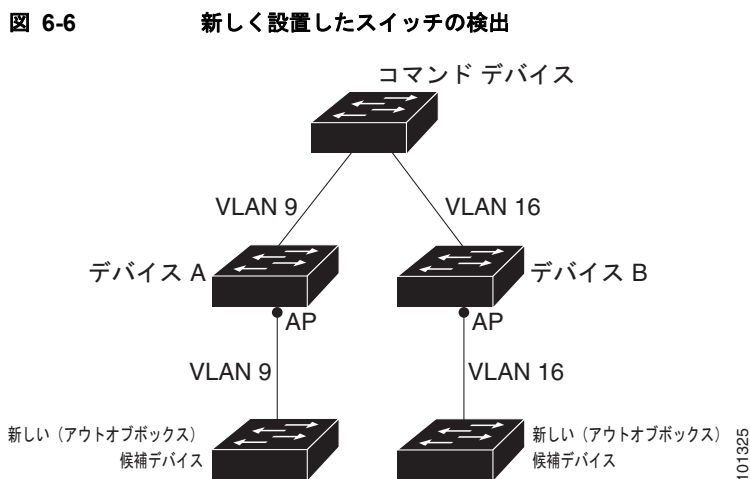 図 6-6 新しく設置したスイッチの検出
コマンド デバイス
VLAN 9
VLAN 16
デバイス A
デバイス B
AP
AP
VLAN 9
VLAN 16
新しい（アウトオブボックス）
候補デバイス
新しい（アウトオブボックス）
候補デバイス
101325